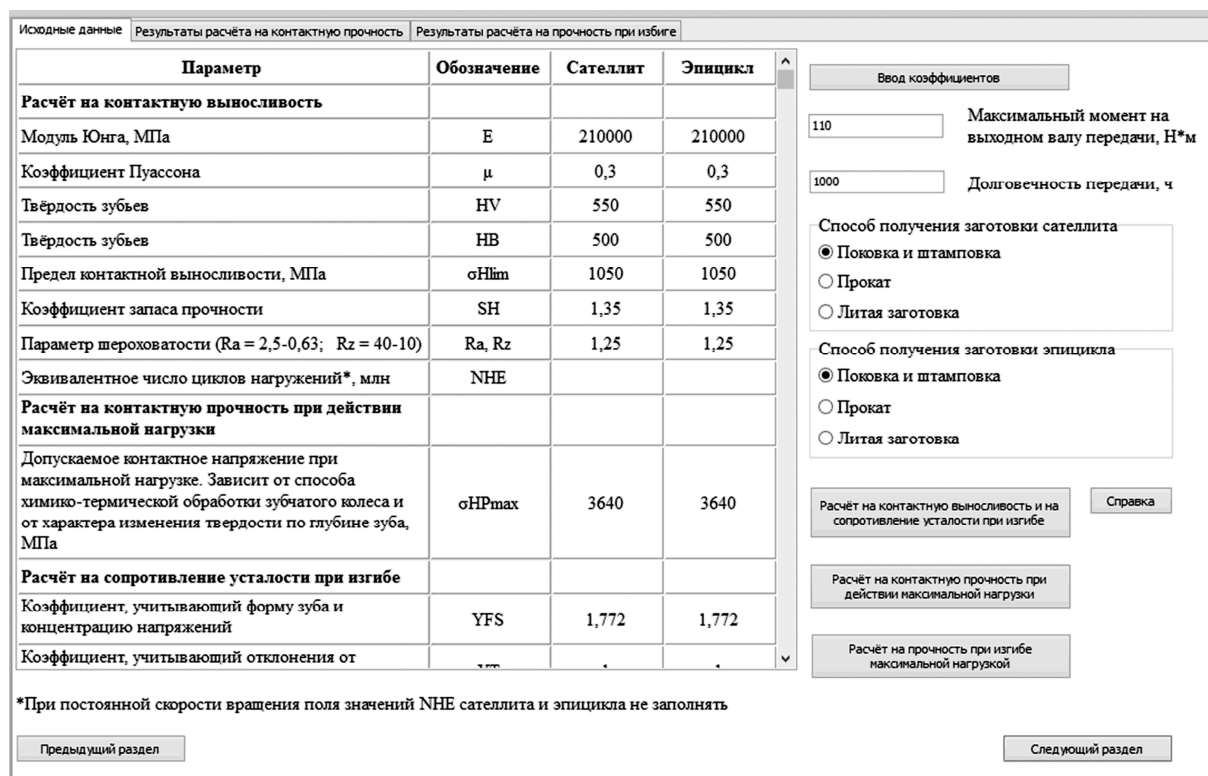 Исходные данные Результаты расчёта на контактную прочность Результаты расчёта на прочность при избиге
Параметр Обозначение Сателлит Эпицикл
Расчёт на контактную выносливость
Модуль Юнга, МПа E 210000 210000
Коэффициент Пуассона μ 0,3 0,3
Твёрдость зубьев HV 550 550
Твёрдость зубьев HB 500 500
Предел контактной выносливости, МПа σHlim 1050 1050
Коэффициент запаса прочности SH 1,35 1,35
Параметр шероховатости (Ra = 2,5-0,63; Rz = 40-10) Ra, Rz 1,25 1,25
Эквивалентное число циклов нагружений*, млн NHE
Расчёт на контактную прочность при действии
максимальной нагрузки
Допускаемое контактное напряжение при
максимальной нагрузке. Зависит от способа
химико-термической обработки зубчатого колеса и
от характера изменения твердости по глубине зуба,
МПа
σHPmax 3640 3640
Расчёт на сопротивление усталости при изгибе
Коэффициент, учитывающий форму зуба и
концентрацию напряжений
YFS 1,772 1,772
Коэффициент, учитывающий отклонения от
Ввод коэффициентов
110
Максимальный момент на
выходном валу передачи, Н*м
1000 Долговечность передачи, ч
Способ получения заготовки сателлита
Поковка и штамповка
Прокат
Литая заготовка
Способ получения заготовки эпицикла
Поковка и штамповка
Прокат
Литая заготовка
Расчёт на контактную выносливость и на
сопротивление усталости при изгибе
Справка
Расчёт на контактную прочность при
действии максимальной нагрузки
Расчёт на прочность при изгибе
максимальной нагрузкой
*При постоянной скорости вращения поля значений NHE сателлита и эпицикла не заполнять
Предыдущий раздел Следующий раздел